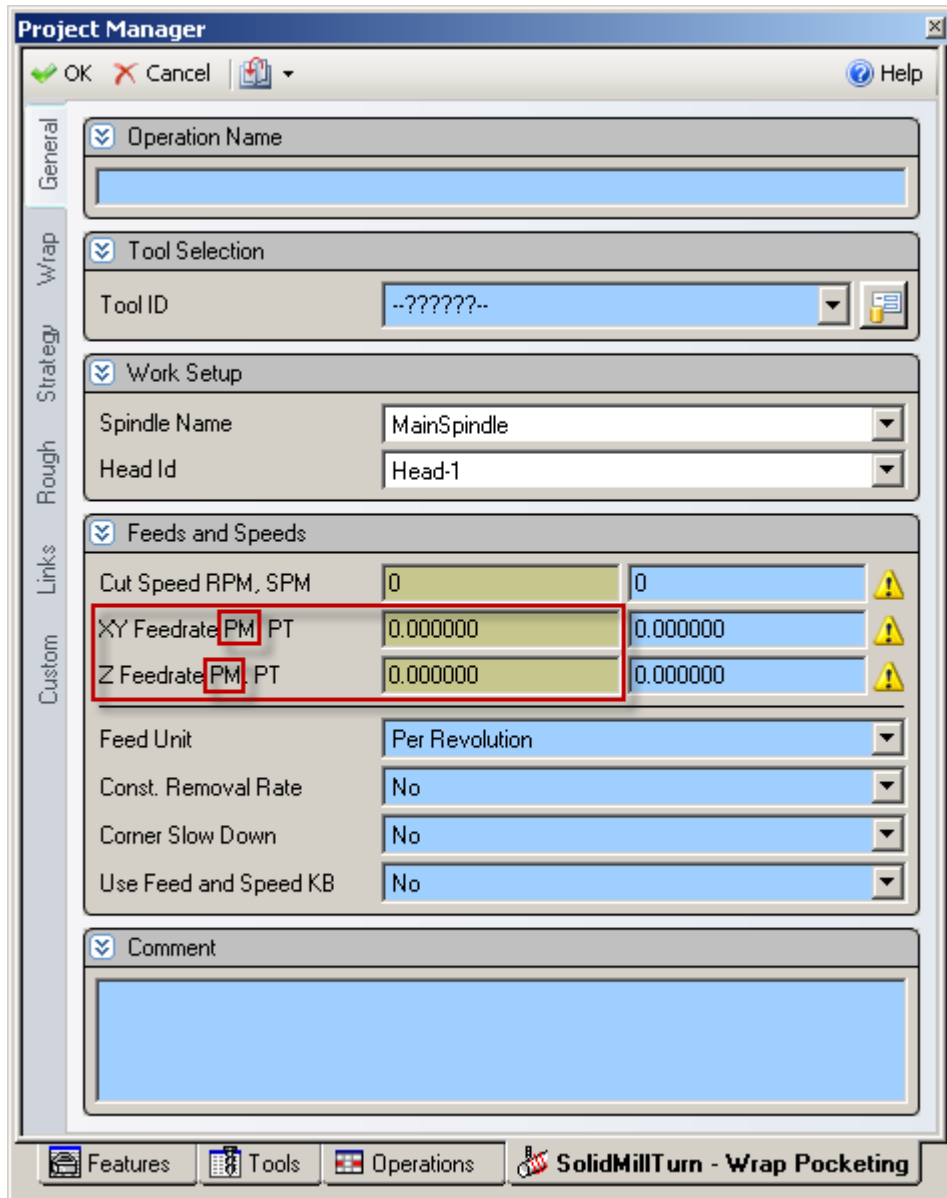 Project Manager
OK Cancel Help
General
Wrap
Strategy
Rough
Links
Custom
Operation Name
Tool Selection
Tool ID --??????--
Work Setup
Spindle Name MainSpindle
Head Id Head-1
Feeds and Speeds
Cut Speed RPM, SPM 0 0
XY Feedrate PM, PT 0.000000 0.000000
Z Feedrate PM, PT 0.000000 0.000000
Feed Unit Per Revolution
Const. Removal Rate No
Corner Slow Down No
Use Feed and Speed KB No
Comment
Features Tools Operations SolidMillTurn - Wrap Pocketing